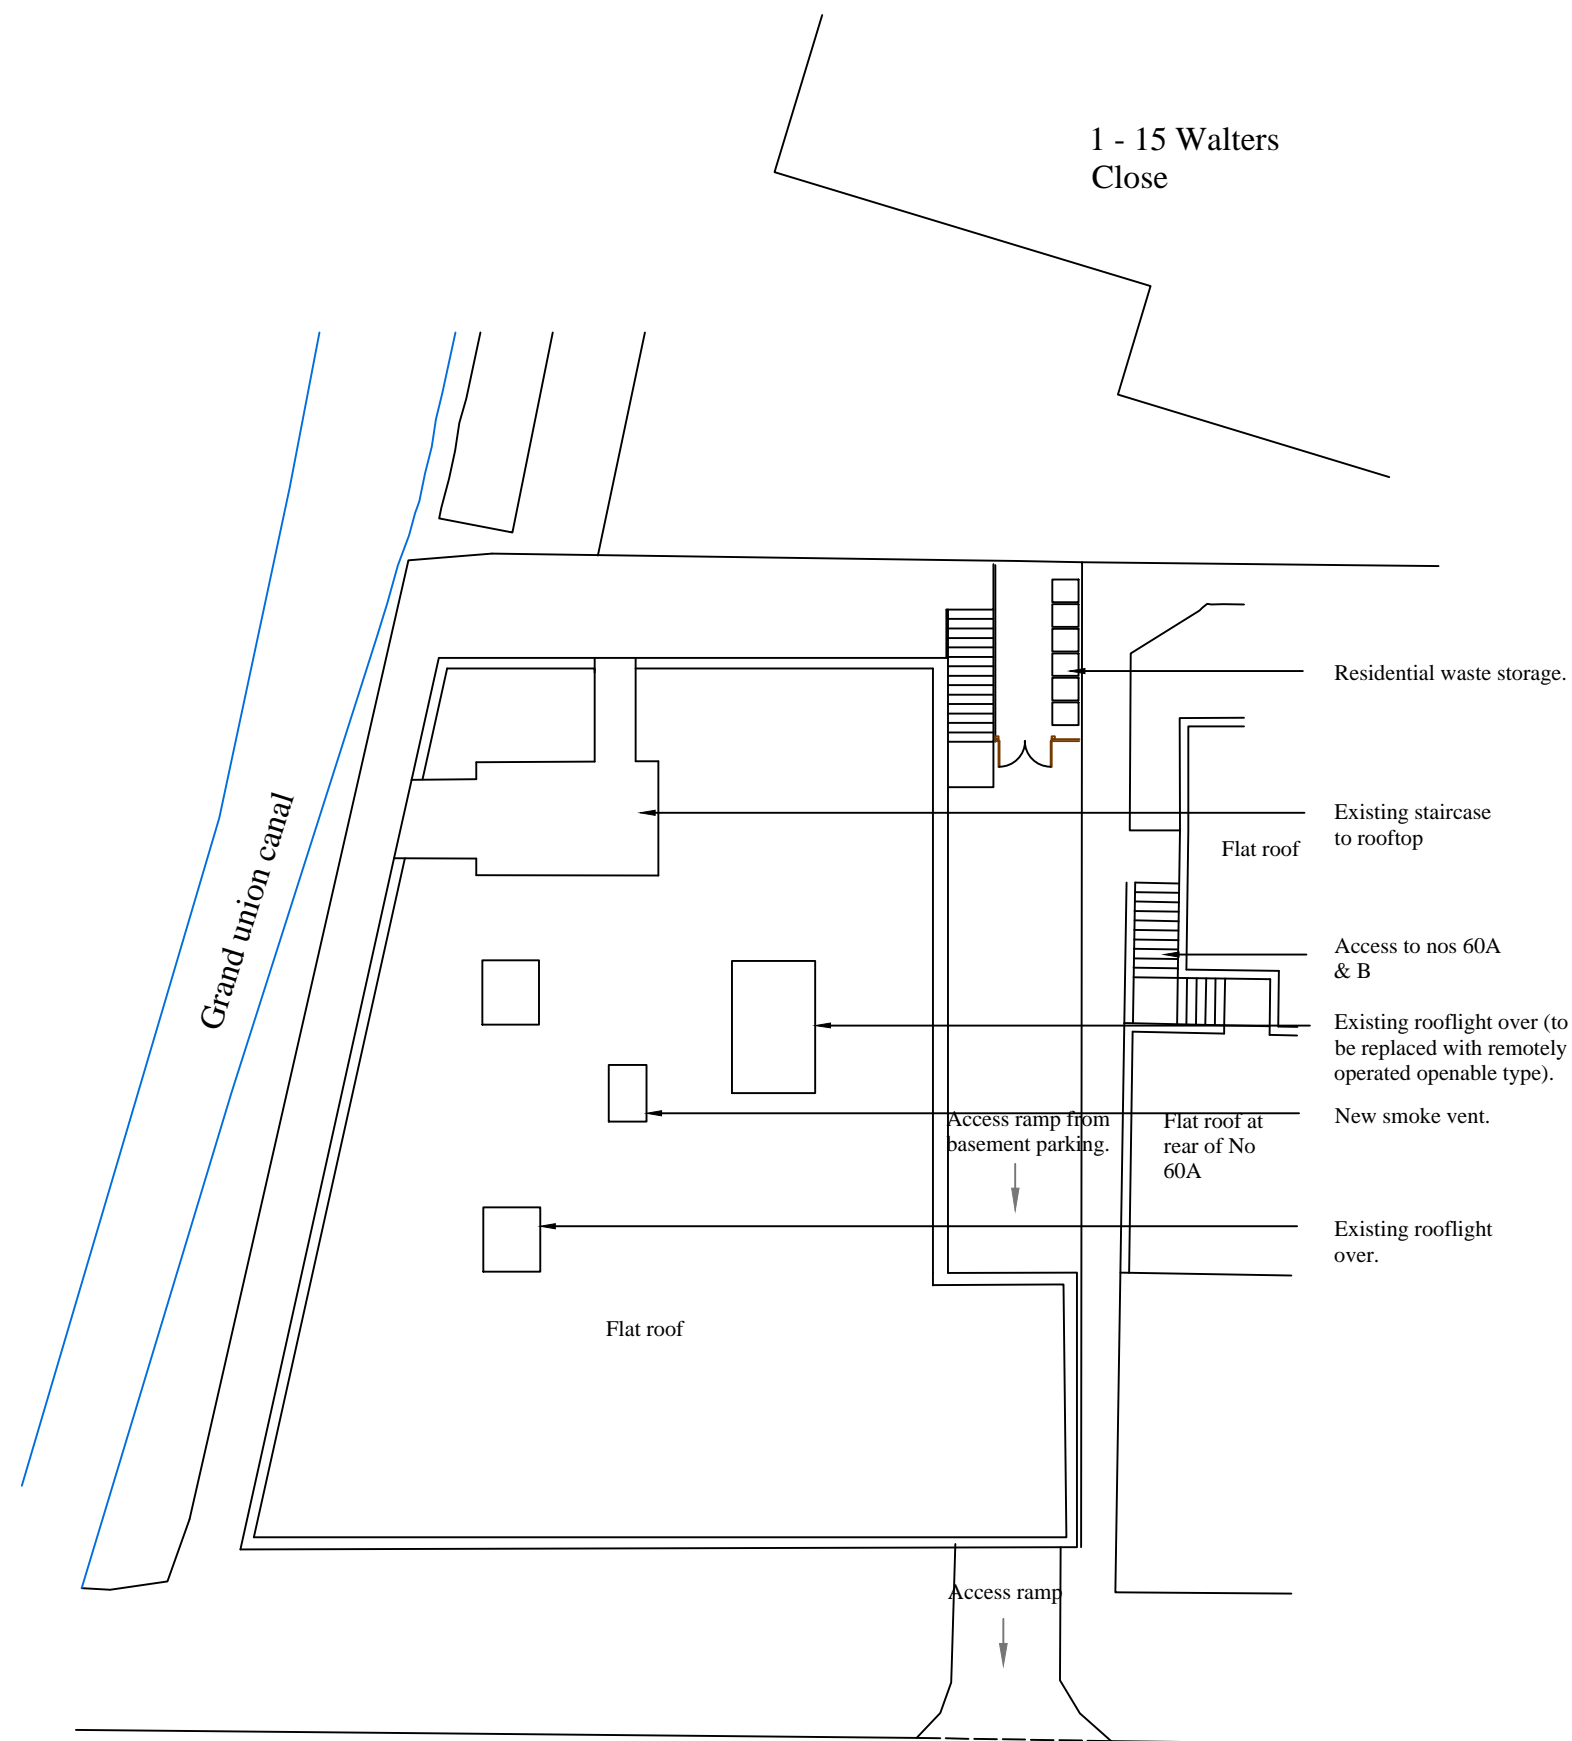 1 - 15 Walters
Close
Residential waste storage.
Existing staircase
to rooftop
Flat roof
Grand union canal
Access to nos 60A
& B
Existing rooflight over (to
be replaced with remotely
operated openable type).
New smoke vent.
Access ramp from
basement parking.
Flat roof at
rear of No
60A
Existing rooflight
over.
Flat roof
Access ramp